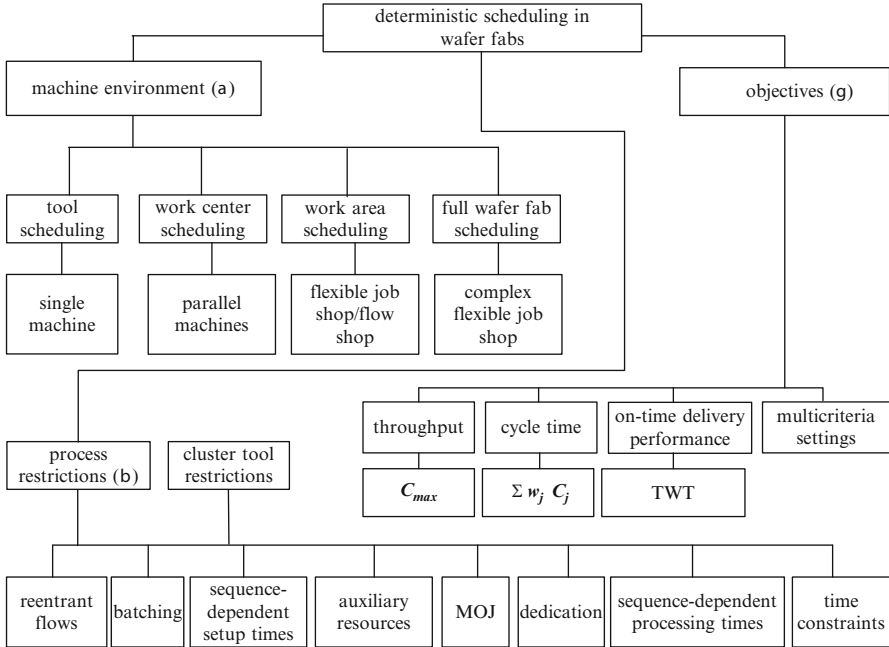 deterministic scheduling in
wafer fabs
machine environment (a)
objectives (g)
tool
scheduling
work center
scheduling
work area
scheduling
full wafer fab
scheduling
single
machine
parallel
machines
flexible job
shop/flow
shop
complex
flexible job
shop
throughput
cycle time
on-time delivery
performance
multicriteria
settings
process
restrictions (b)
cluster tool
restrictions
C_max
Σ w_j C_j
TWT
reentrant
flows
batching
sequence-
dependent
setup times
auxiliary
resources
MOJ
dedication
sequence-dependent
processing times
time
constraints